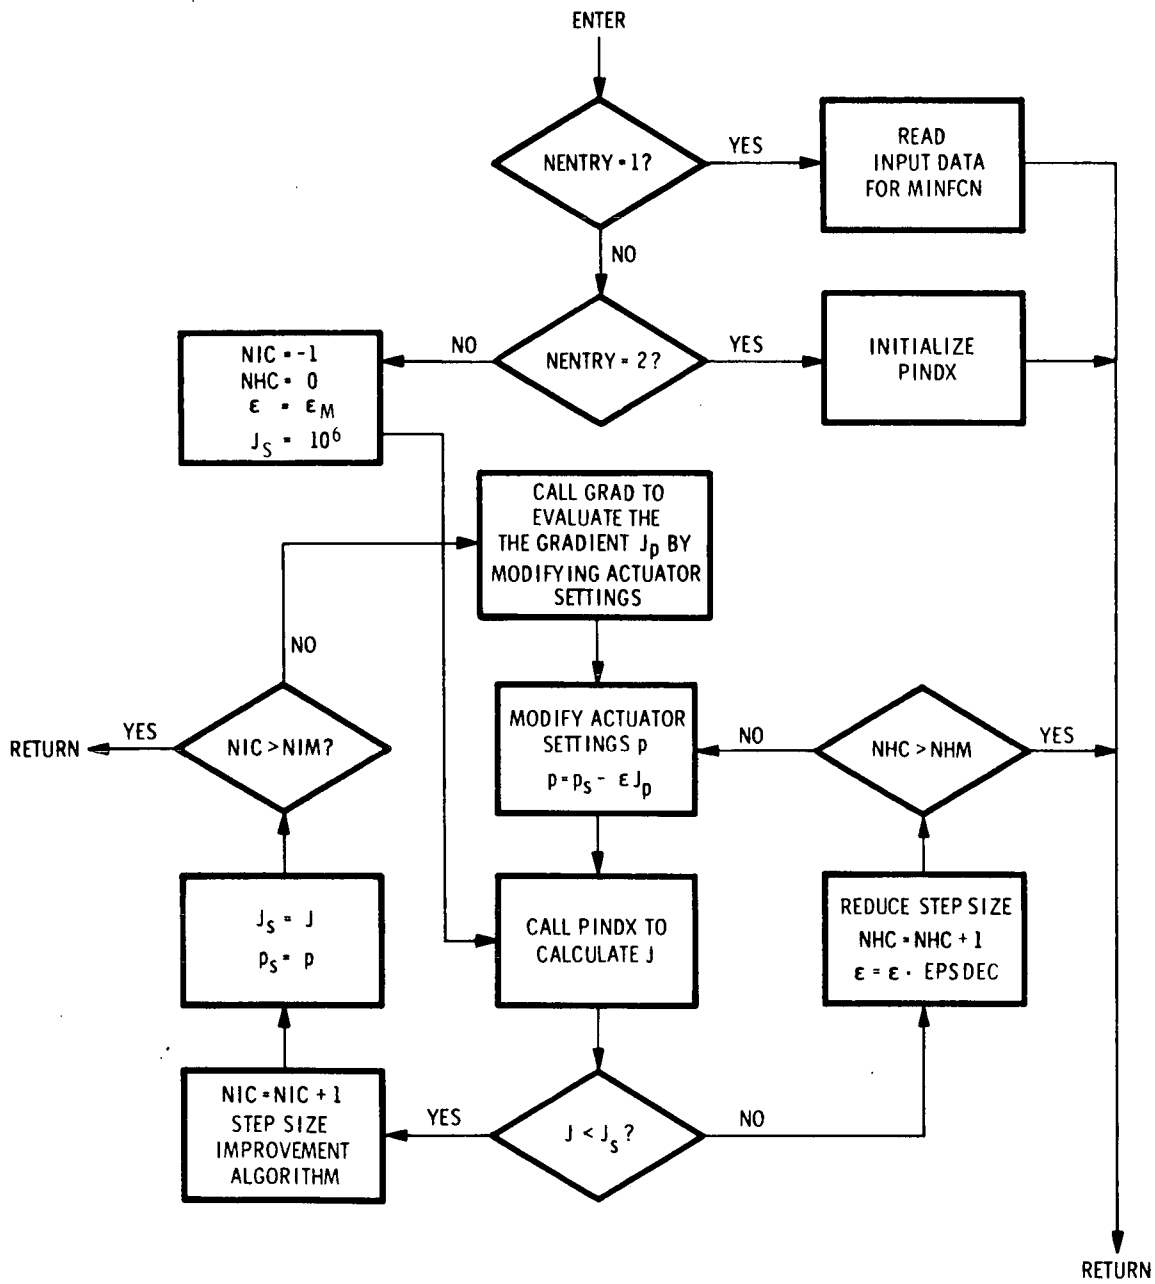 ENTER
NENTRY = 1?
YES
READ
INPUT DATA
FOR MINFCN
NO
NENTRY = 2?
YES
INITIALIZE
PINDX
NO
NIC = -1
NHC = 0
ε = ε_M
J_S = 10^6
CALL GRAD TO
EVALUATE THE
THE GRADIENT J_p BY
MODIFYING ACTUATOR
SETTINGS
NO
NIC > NIM?
YES
RETURN
MODIFY ACTUATOR
SETTINGS p
p = p_s - ε J_p
NO
NHC > NHM
YES
J_s = J
p_s = p
CALL PINDX TO
CALCULATE J
REDUCE STEP SIZE
NHC = NHC + 1
ε = ε · EPSDEC
NIC = NIC + 1
STEP SIZE
IMPROVEMENT
ALGORITHM
YES
J < J_s ?
NO
RETURN